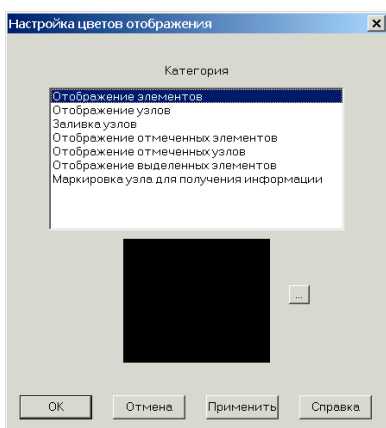 Настройка цветов отображения
Категория
Отображение элементов
Отображение узлов
Заливка узлов
Отображение отмеченных элементов
Отображение отмеченных узлов
Отображение выделенных элементов
Маркировка узла для получения информации
...
ОК
Отмена
Применить
Справка